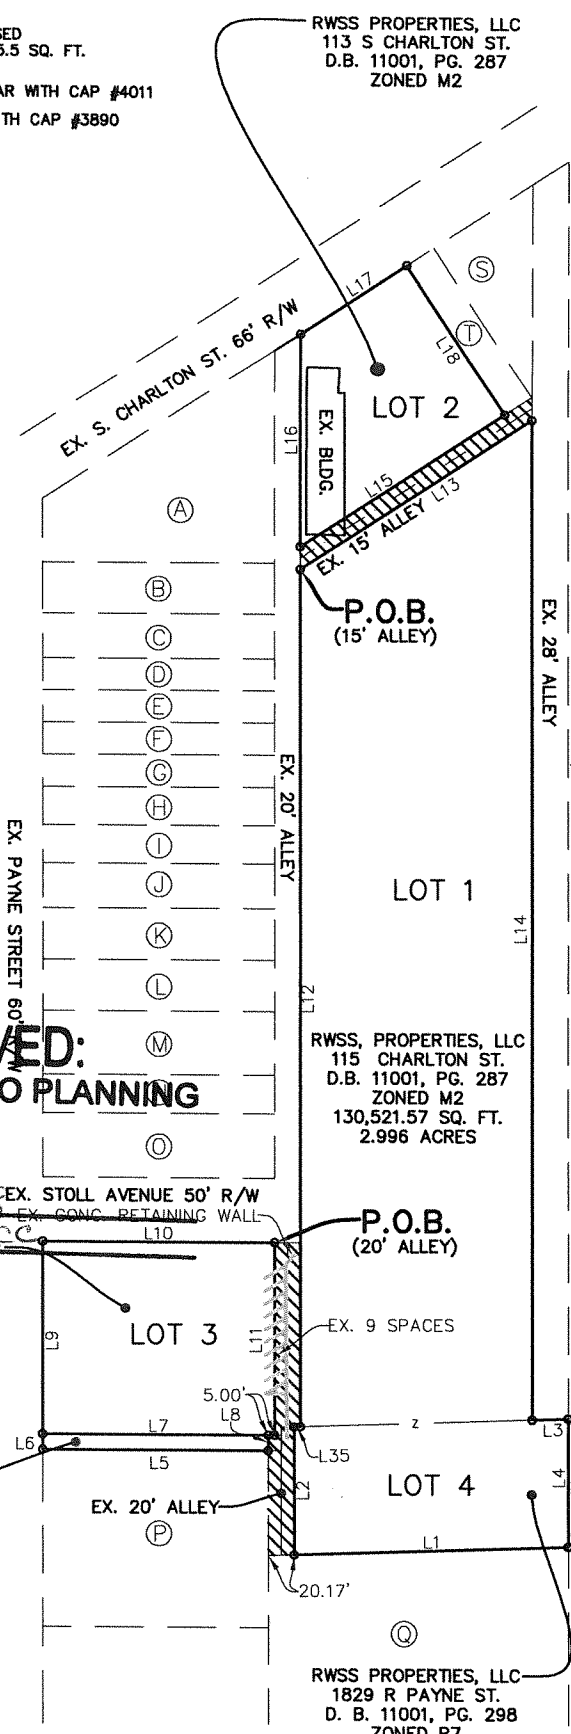 SED
5.5 SQ. FT.
AR WITH CAP #4011
TH CAP #3890
RWSS PROPERTIES, LLC
113 S CHARLTON ST.
D.B. 11001, PG. 287
ZONED M2
EX. S. CHARLTON ST. 66' R/W
L17
S
T
L18
LOT 2
L16
EX. BLDG.
L15
L13
EX. 15' ALLEY
A
B
C
D
E
F
G
H
I
J
K
L
M
O
P.O.B.
(15' ALLEY)
EX. 28' ALLEY
EX. 20' ALLEY
EX. PAYNE STREET 60'
LOT 1
L14
L12
RWSS, PROPERTIES, LLC
115 CHARLTON ST.
D.B. 11001, PG. 287
ZONED M2
130,521.57 SQ. FT.
2.996 ACRES
VED:
O PLANNING
EX. STOLL AVENUE 50' R/W
EX. CONC. RETAINING WALL
L10
P.O.B.
(20' ALLEY)
LOT 3
L9
L11
EX. 9 SPACES
5.00'
L7
L8
L6
L5
L35
z
L3
L2
L4
LOT 4
EX. 20' ALLEY
P
L1
20.17'
Q
RWSS PROPERTIES, LLC
1829 R PAYNE ST.
D. B. 11001, PG. 298
ZONED R7